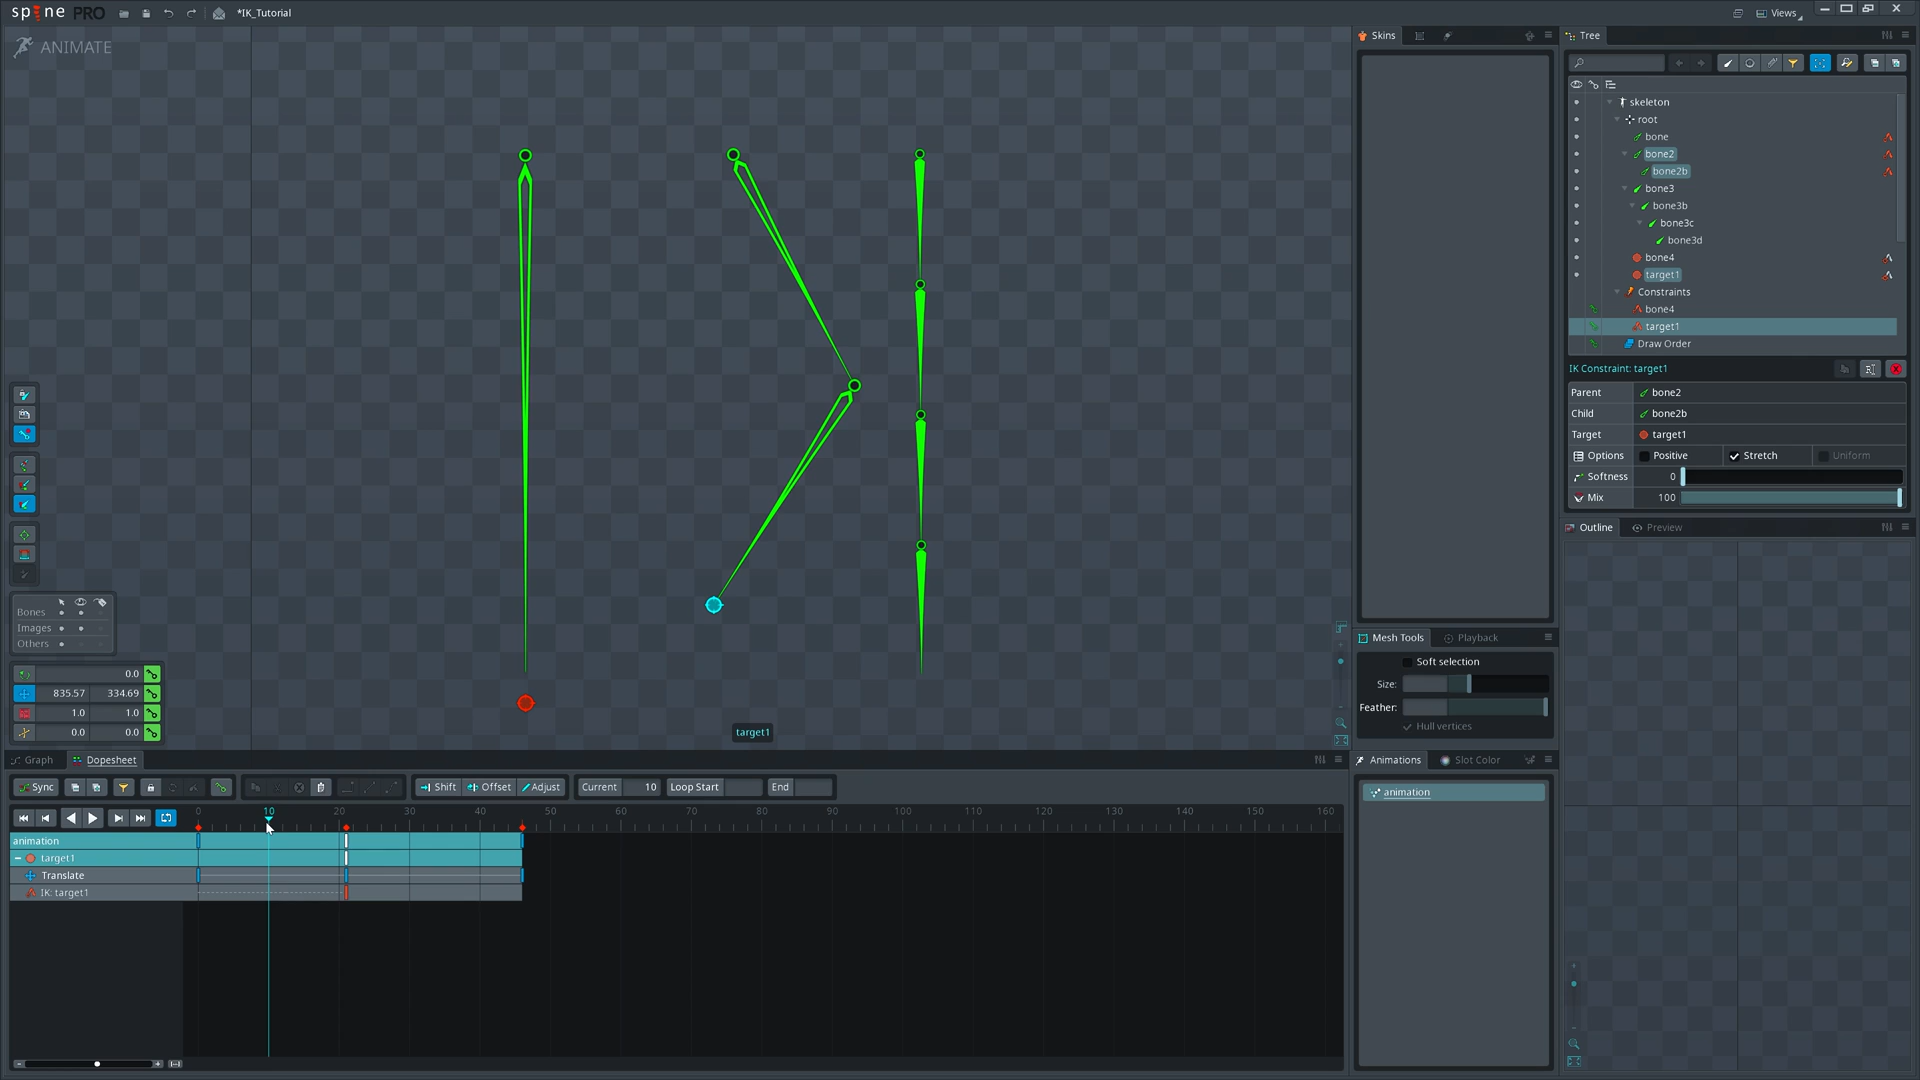 spine PRO
*IK_Tutorial
Views
ANIMATE
Skins
Tree
skeleton
root
bone
bone2
bone2b
bone3
bone3b
bone3c
bone3d
bone4
target1
Constraints
bone4
target1
Draw Order
IK Constraint: target1
Parent bone2
Child bone2b
Target target1
Options Positive Stretch Uniform
Softness 0
Mix 100
Outline Preview
Bones
Images
Others
0.0
835.57 334.69
1.0 1.0
0.0 0.0
target1
Mesh Tools Playback
Soft selection
Size:
Feather:
Hull vertices
Graph Dopesheet
Sync Shift Offset Adjust Current 10 Loop Start End
0 10 20 30 40 50 60 70 80 90 100 110 120 130 140 150 160
animation
target1
Translate
IK: target1
Animations Slot Color
animation